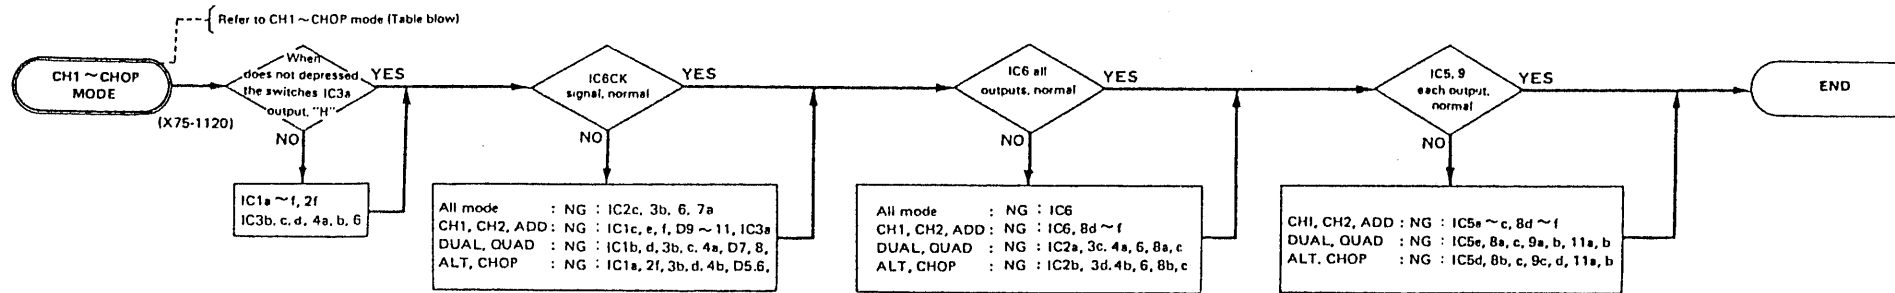 Refer to CH1~CHOP mode (Table blow)
CH1 ~ CHOP
MODE
(X75-1120)
When
does not depressed
the switches IC3a
output, "H"
YES
NO
IC1a ~ f, 2f
IC3b, c, d, 4a, b, 6
IC6CK
signal, normal
YES
NO
All mode : NG : IC2c, 3b, 6, 7a
CH1, CH2, ADD : NG : IC1c, e, f, D9 ~ 11, IC3a
DUAL, QUAD : NG : IC1b, d, 3b, c, 4a, D7, 8,
ALT, CHOP : NG : IC1a, 2f, 3b, d, 4b, D5.6,
IC6 all
outputs, normal
YES
NO
All mode : NG : IC6
CH1, CH2, ADD : NG : IC6, 8d ~ f
DUAL, QUAD : NG : IC2a, 3c. 4a, 6, 8a, c
ALT, CHOP : NG : IC2b, 3d. 4b, 6, 8b, c
IC5, 9
each output,
normal
YES
NO
CH1, CH2, ADD : NG : IC5a ~ c, 8d ~ f
DUAL, QUAD : NG : IC5e, 8a, c, 9a, b, 11a, b
ALT, CHOP : NG : IC5d, 8b, c, 9c, d, 11a, b
END